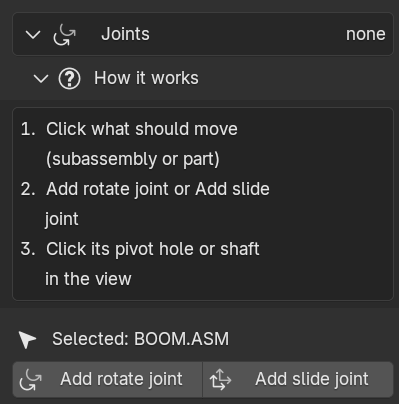 Joints none
How it works
1. Click what should move
(subassembly or part)
2. Add rotate joint or Add slide
joint
3. Click its pivot hole or shaft
in the view
Selected: BOOM.ASM
Add rotate joint Add slide joint